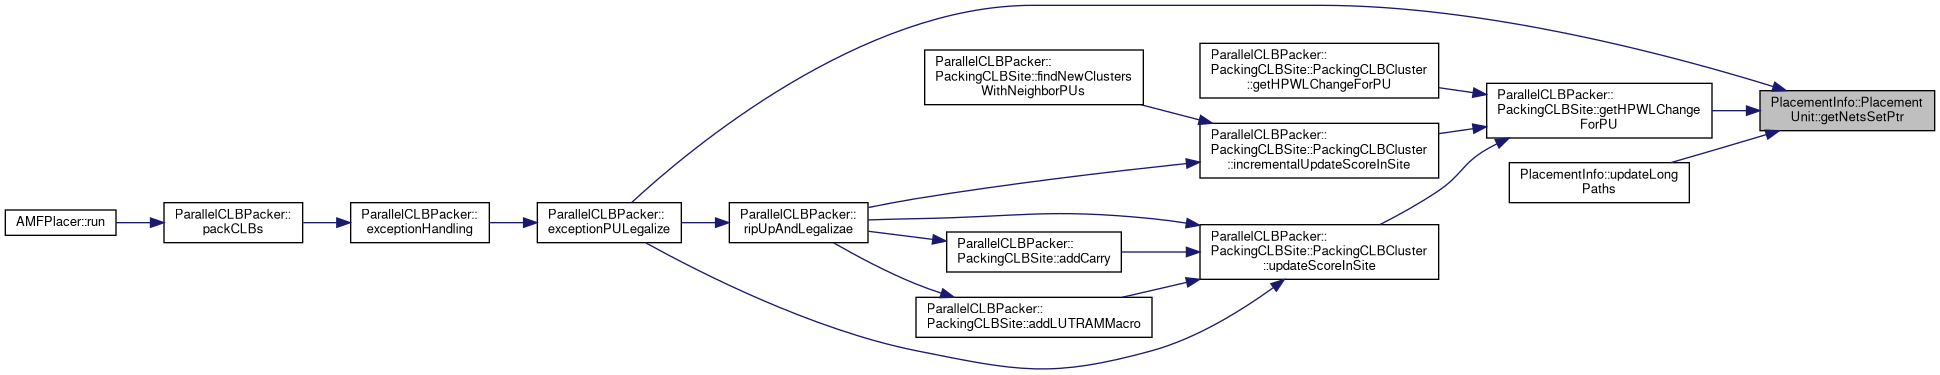 AMFPlacer::run
ParallelCLBPacker::
packCLBs
ParallelCLBPacker::
exceptionHandling
ParallelCLBPacker::
exceptionPULegalize
ParallelCLBPacker::
ripUpAndLegalizae
ParallelCLBPacker::
PackingCLBSite::findNewClusters
WithNeighborPUs
ParallelCLBPacker::
PackingCLBSite::addCarry
ParallelCLBPacker::
PackingCLBSite::addLUTRAMMacro
ParallelCLBPacker::
PackingCLBSite::PackingCLBCluster
::getHPWLChangeForPU
ParallelCLBPacker::
PackingCLBSite::PackingCLBCluster
::incrementalUpdateScoreInSite
ParallelCLBPacker::
PackingCLBSite::PackingCLBCluster
::updateScoreInSite
ParallelCLBPacker::
PackingCLBSite::getHPWLChange
ForPU
PlacementInfo::updateLong
Paths
PlacementInfo::Placement
Unit::getNetsSetPtr